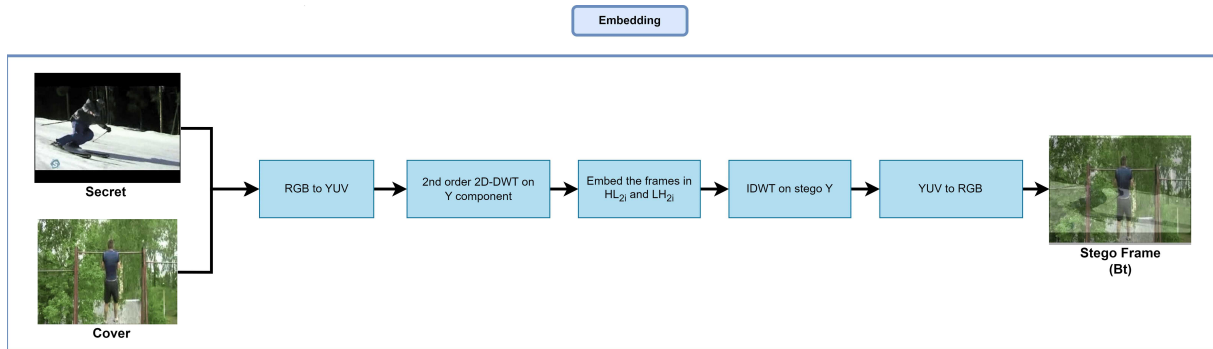 Embedding
Secret
Cover
RGB to YUV
2nd order 2D-DWT on
Y component
Embed the frames in
HL2i and LH2i
IDWT on stego Y
YUV to RGB
Stego Frame
(Bt)